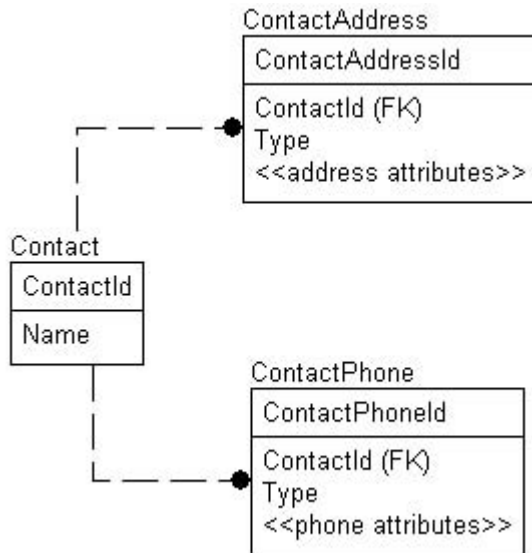 ContactAddress
ContactAddressId
ContactId (FK)
Type
<<address attributes>>
Contact
ContactId
Name
ContactPhone
ContactPhoneId
ContactId (FK)
Type
<<phone attributes>>